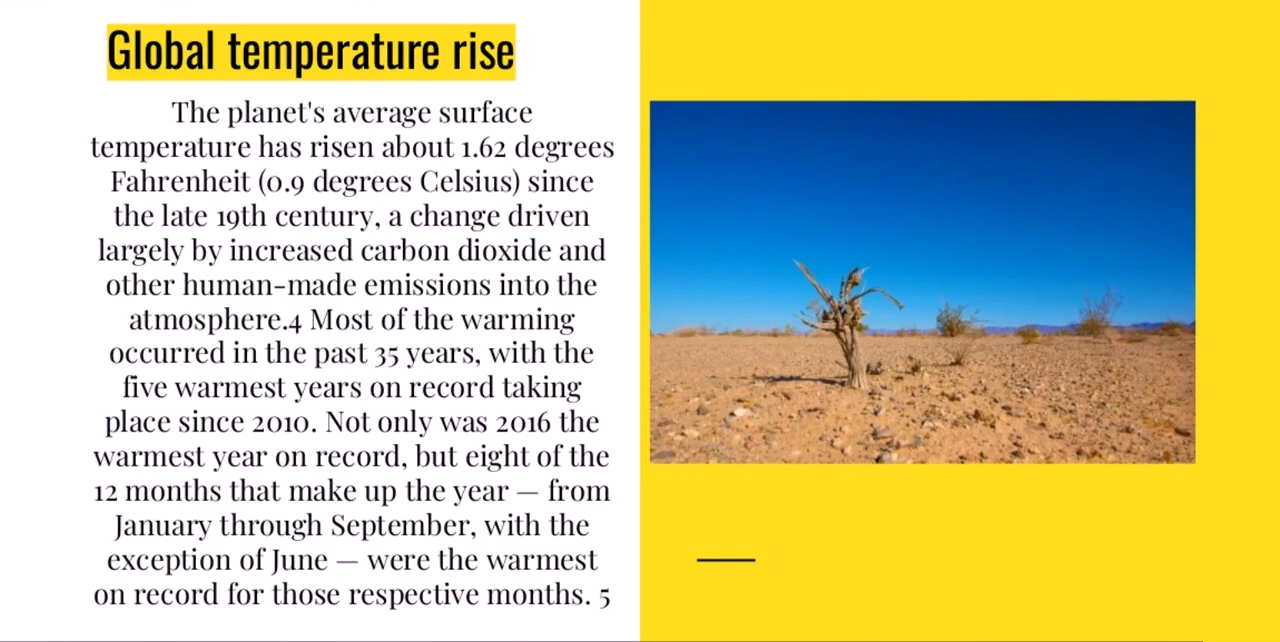 Global temperature rise
The planet's average surface
temperature has risen about 1.62 degrees
Fahrenheit (0.9 degrees Celsius) since
the late 19th century, a change driven
largely by increased carbon dioxide and
other human-made emissions into the
atmosphere.4 Most of the warming
occurred in the past 35 years, with the
five warmest years on record taking
place since 2010. Not only was 2016 the
warmest year on record, but eight of the
12 months that make up the year — from
January through September, with the
exception of June — were the warmest
on record for those respective months. 5